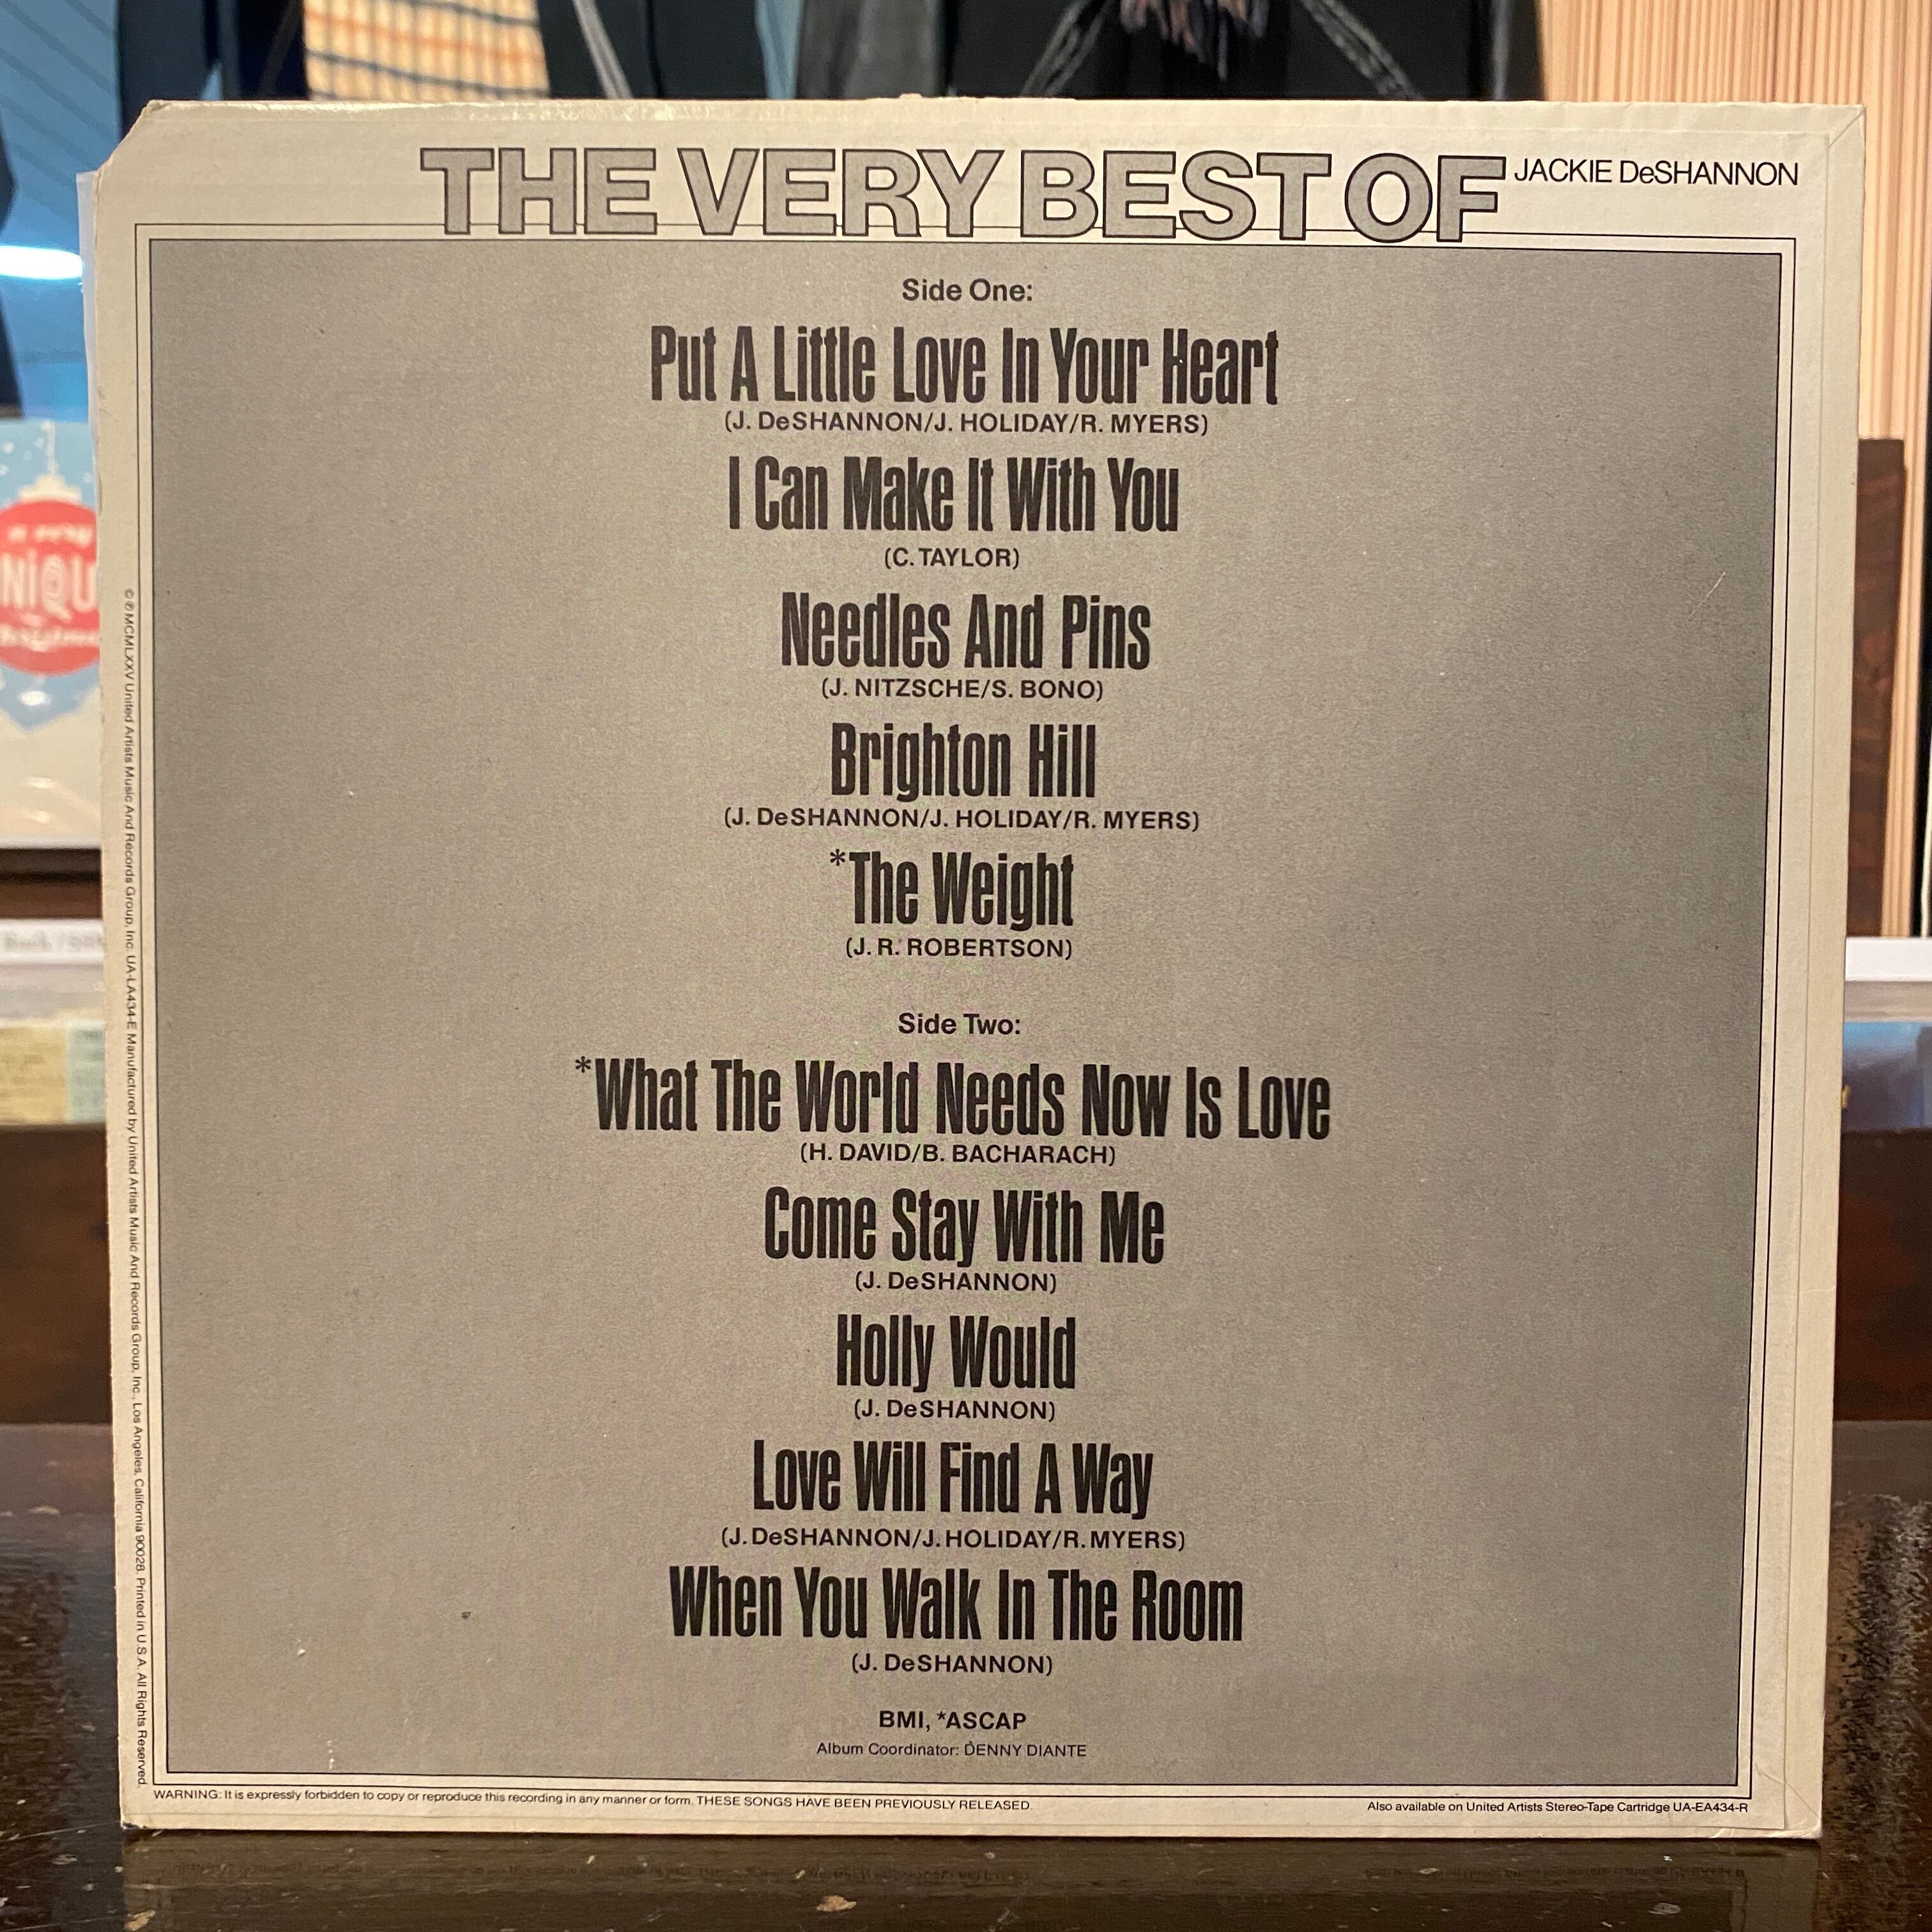 THE VERY BEST OF JACKIE DeSHANNON
Side One:
Put A Little Love In Your Heart
(J. DeSHANNON/J. HOLIDAY/R. MYERS)
I Can Make It With You
(C. TAYLOR)
Needles And Pins
(J. NITZSCHE/S. BONO)
Brighton Hill
(J. DeSHANNON/J. HOLIDAY/R. MYERS)
*The Weight
(J. R. ROBERTSON)
Side Two:
*What The World Needs Now Is Love
(H. DAVID/B. BACHARACH)
Come Stay With Me
(J. DeSHANNON)
Holly Would
(J. DeSHANNON)
Love Will Find A Way
(J. DeSHANNON/J. HOLIDAY/R. MYERS)
When You Walk In The Room
(J. DeSHANNON)
BMI, *ASCAP
Album Coordinator: DENNY DIANTE
WARNING: It is expressly forbidden to copy or reproduce this recording in any manner or form. THESE SONGS HAVE BEEN PREVIOUSLY RELEASED.
Also available on United Artists Stereo-Tape Cartridge UA-EA434-R
© ℗ MCMLXXV United Artists Music And Records Group, Inc. UA-LA434-E Manufactured by United Artists Music And Records Group, Inc., Los Angeles, California 90028. Printed in U.S.A. All Rights Reserved.
a very
NiQU